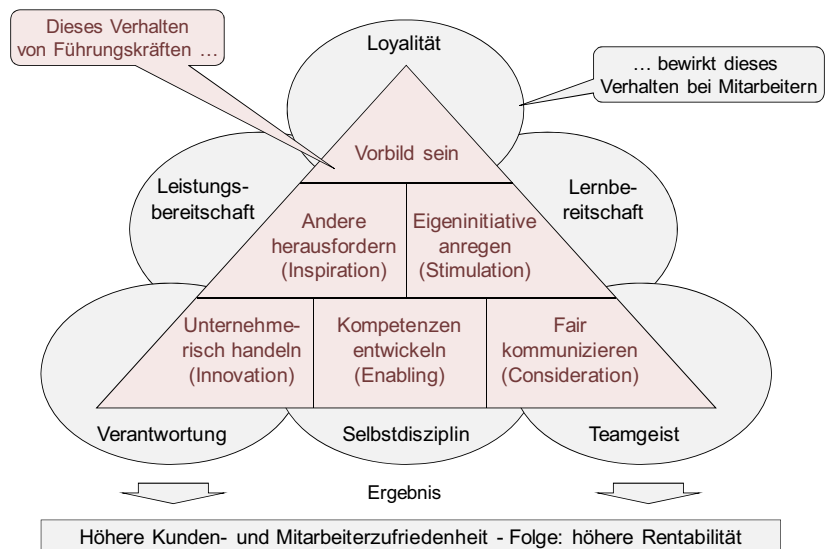 Dieses Verhalten
von Führungskräften …
Loyalität
… bewirkt dieses
Verhalten bei Mitarbeitern
Vorbild sein
Leistungs-
bereitschaft
Lernbe-
reitschaft
Andere
herausfordern
(Inspiration)
Eigeninitiative
anregen
(Stimulation)
Unternehme-
risch handeln
(Innovation)
Kompetenzen
entwickeln
(Enabling)
Fair
kommunizieren
(Consideration)
Verantwortung
Selbstdisziplin
Teamgeist
Ergebnis
Höhere Kunden- und Mitarbeiterzufriedenheit - Folge: höhere Rentabilität